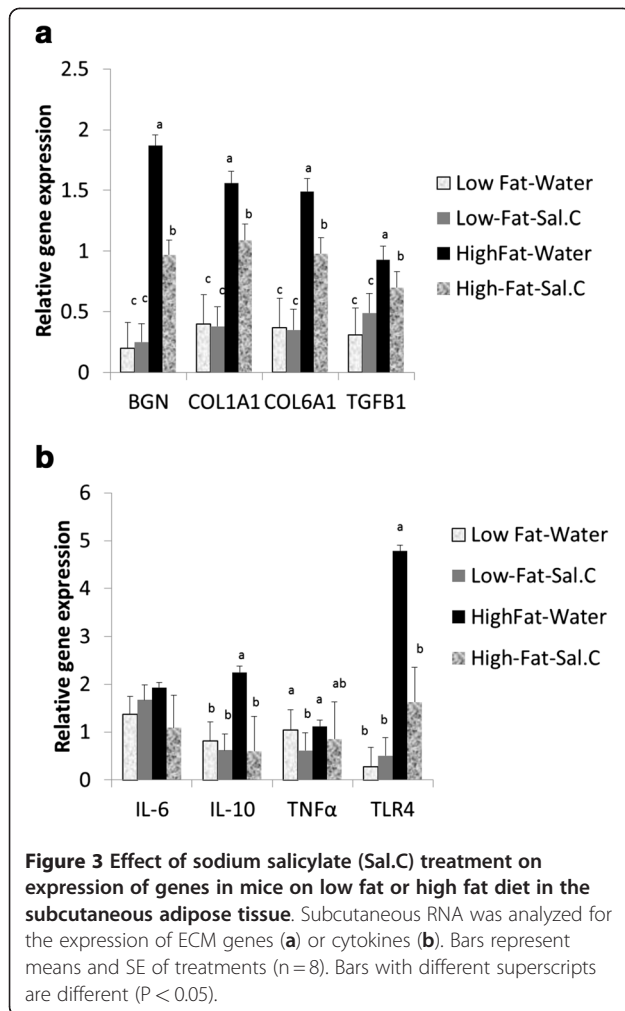 a
Relative gene expression
2.5
2
1.5
1
0.5
0
c c a b
c c a b
c c a b
c c a b
BGN COL1A1 COL6A1 TGFB1
Low Fat-Water
Low-Fat-Sal.C
HighFat-Water
High-Fat-Sal.C
b
Relative gene expression
6
5
4
3
2
1
0
b b a b
a b a ab
b b a b
IL-6 IL-10 TNFα TLR4
Low Fat-Water
Low-Fat-Sal.C
HighFat-Water
High-Fat-Sal.C
Figure 3 Effect of sodium salicylate (Sal.C) treatment on
expression of genes in mice on low fat or high fat diet in the
subcutaneous adipose tissue. Subcutaneous RNA was analyzed for
the expression of ECM genes (a) or cytokines (b). Bars represent
means and SE of treatments (n = 8). Bars with different superscripts
are different (P < 0.05).